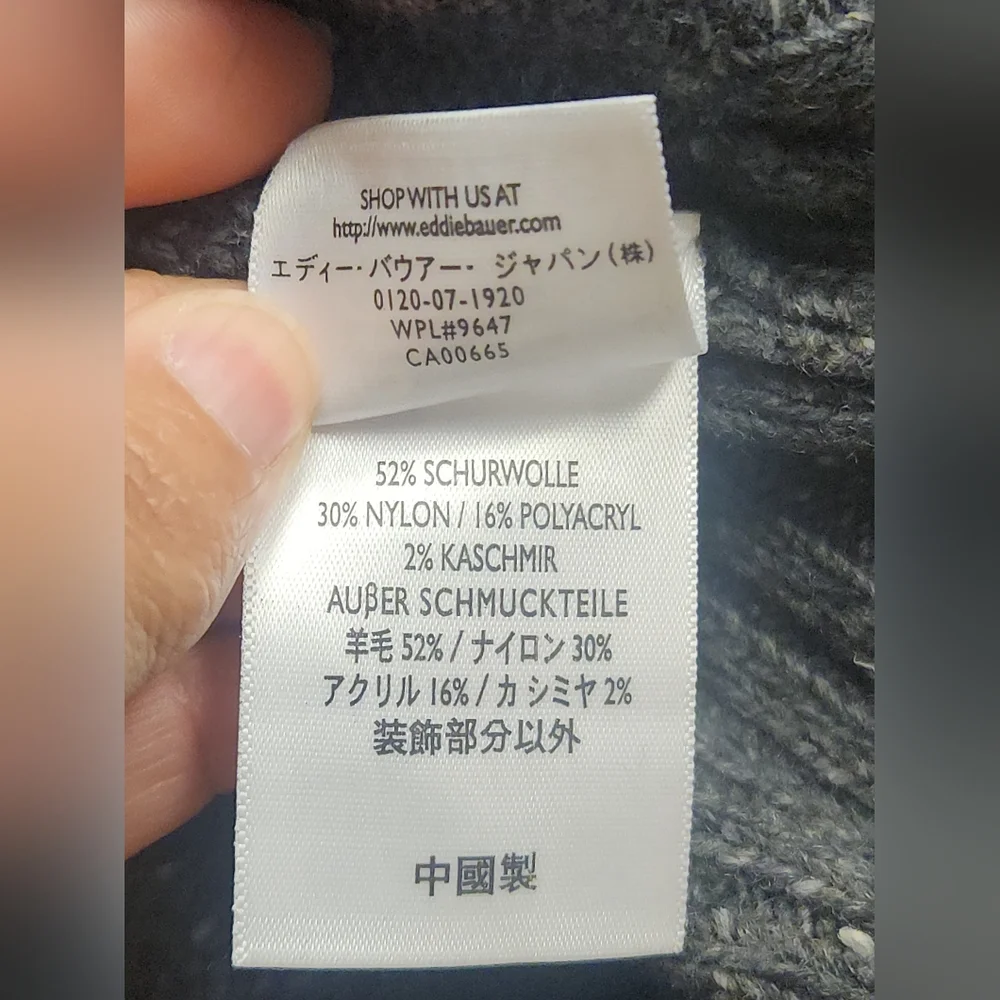 SHOP WITH US AT
http://www.eddiebauer.com
エディー・バウアー・ ジャパン(株)
0120-07-1920
WPL#9647
CA00665
52% SCHURWOLLE
30% NYLON / 16% POLYACRYL
2% KASCHMIR
AUβER SCHMUCKTEILE
羊毛 52% / ナイロン 30%
アクリル 16% / カシミヤ 2%
装飾部分以外
中國製